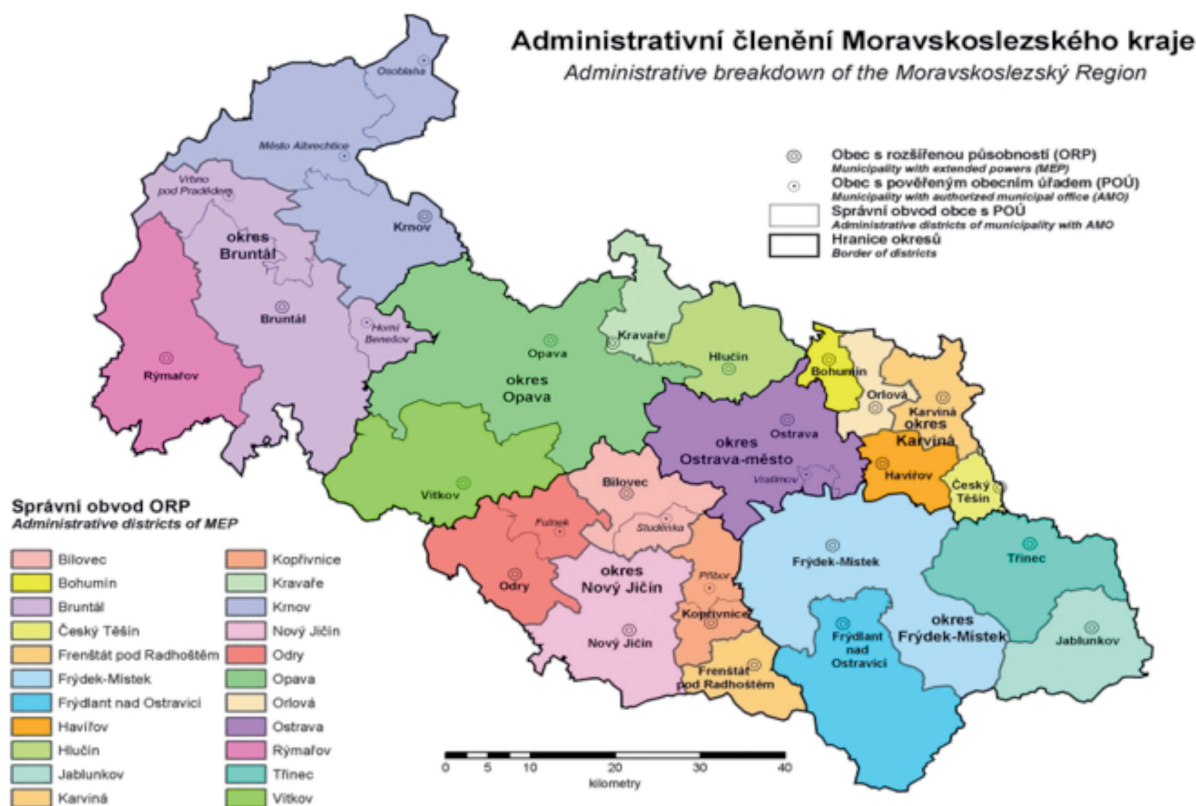 Administrativní členění Moravskoslezského kraje
Administrative breakdown of the Moravskoslezský Region
Obec s rozšířenou působností (ORP)
Municipality with extended powers (MEP)
Obec s pověřeným obecním úřadem (POÚ)
Municipality with authorized municipal office (AMO)
Správní obvod obce s POÚ
Administrative districts of municipality with AMO
Hranice okresů
Border of districts
Osoblaha
Město Albrechtice
Vrbno
pod Pradědem
Krnov
okres
Bruntál
Bruntál
Horní
Benešov
Rýmařov
Opava
okres
Opava
Kravaře
Hlučín
Bohumín
Orlová
Karviná
okres
Karviná
Ostrava
okres
Ostrava-město
Vratimov
Havířov
Český
Těšín
Vítkov
Bílovec
Studénka
Fulnek
Odry
okres
Nový Jičín
Nový Jičín
Příbor
Kopřivnice
Frenštát
pod Radhoštěm
Frýdek-Místek
Třinec
okres
Frýdek-Místek
Frýdlant
nad
Ostravicí
Jablunkov
Správní obvod ORP
Administrative districts of MEP
Bílovec
Bohumín
Bruntál
Český Těšín
Frenštát pod Radhoštěm
Frýdek-Místek
Frýdlant nad Ostravicí
Havířov
Hlučín
Jablunkov
Karviná
Kopřivnice
Kravaře
Krnov
Nový Jičín
Odry
Opava
Orlová
Ostrava
Rýmařov
Třinec
Vítkov
0 5 10 20 30 40
kilometry